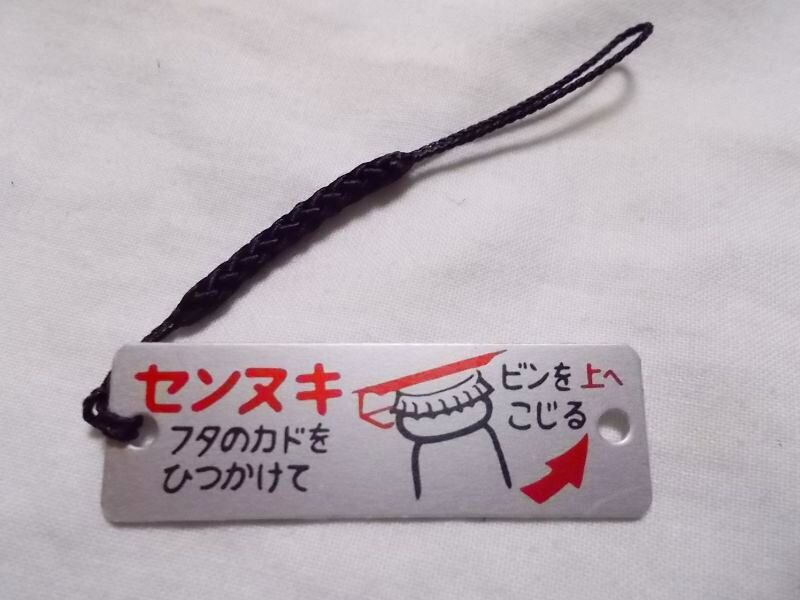 センヌキ
フタのカドを
ひつかけて
ビンを上へ
こじる